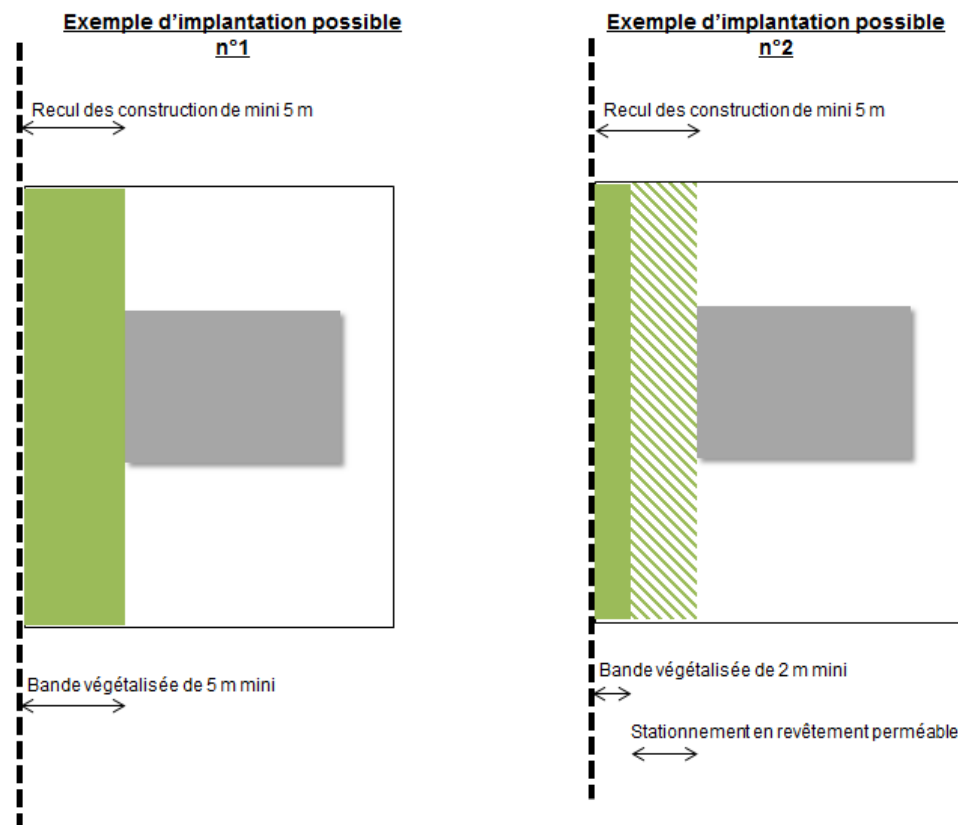 Exemple d'implantation possible
n°1
Recul des construction de mini 5 m
Bande végétalisée de 5 m mini
Exemple d'implantation possible
n°2
Recul des construction de mini 5 m
Bande végétalisée de 2 m mini
Stationnement en revêtement perméable